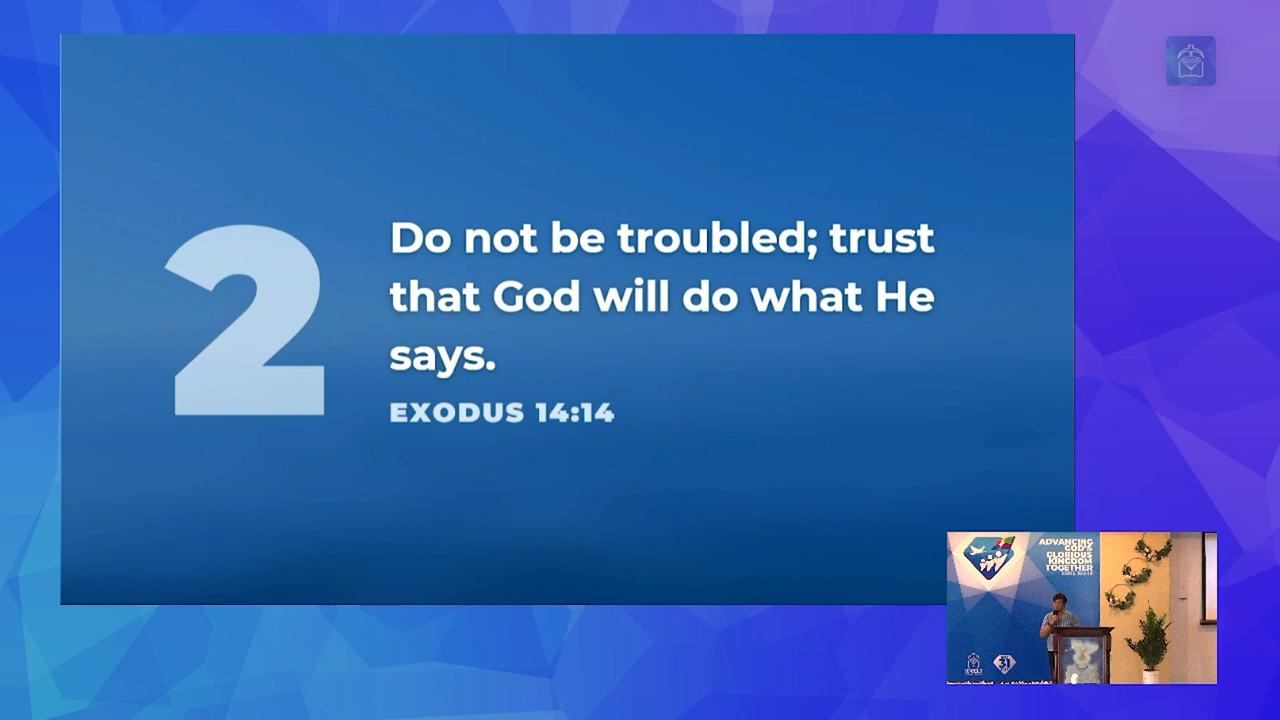 2
Do not be troubled; trust
that God will do what He
says.
EXODUS 14:14
ADVANCING
GOD'S
GLORIOUS
KINGDOM
TOGETHER
31